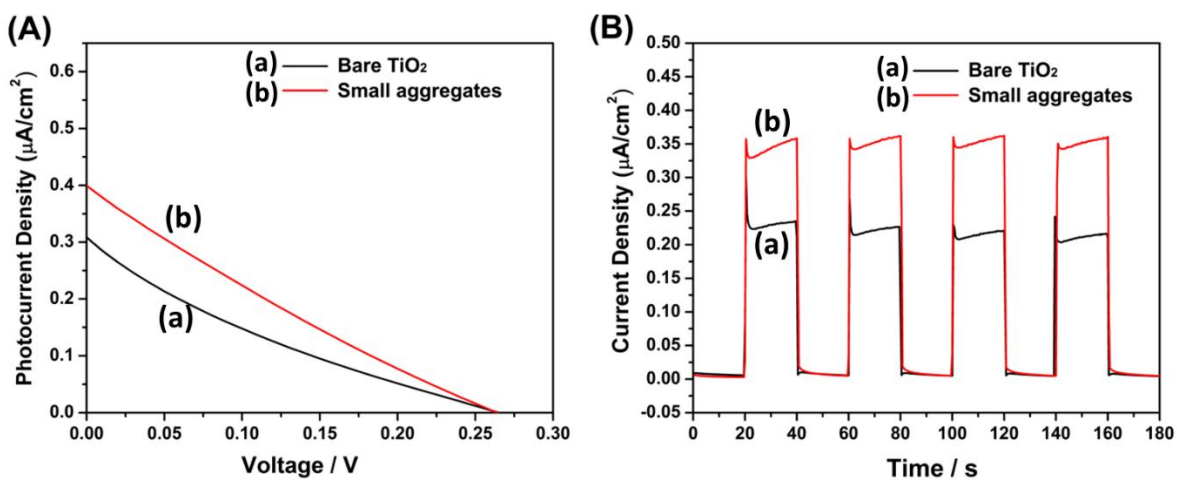 (A)
Photocurrent Density (μA/cm²)
0.6
0.5
0.4
0.3
0.2
0.1
0.0
(a) Bare TiO₂
(b) Small aggregates
(b)
(a)
0.00 0.05 0.10 0.15 0.20 0.25 0.30
Voltage / V
(B)
Current Density (μA/cm²)
0.50
0.45
0.40
0.35
0.30
0.25
0.20
0.15
0.10
0.05
0.00
-0.05
(a) Bare TiO₂
(b) Small aggregates
(b)
(a)
0 20 40 60 80 100 120 140 160 180
Time / s